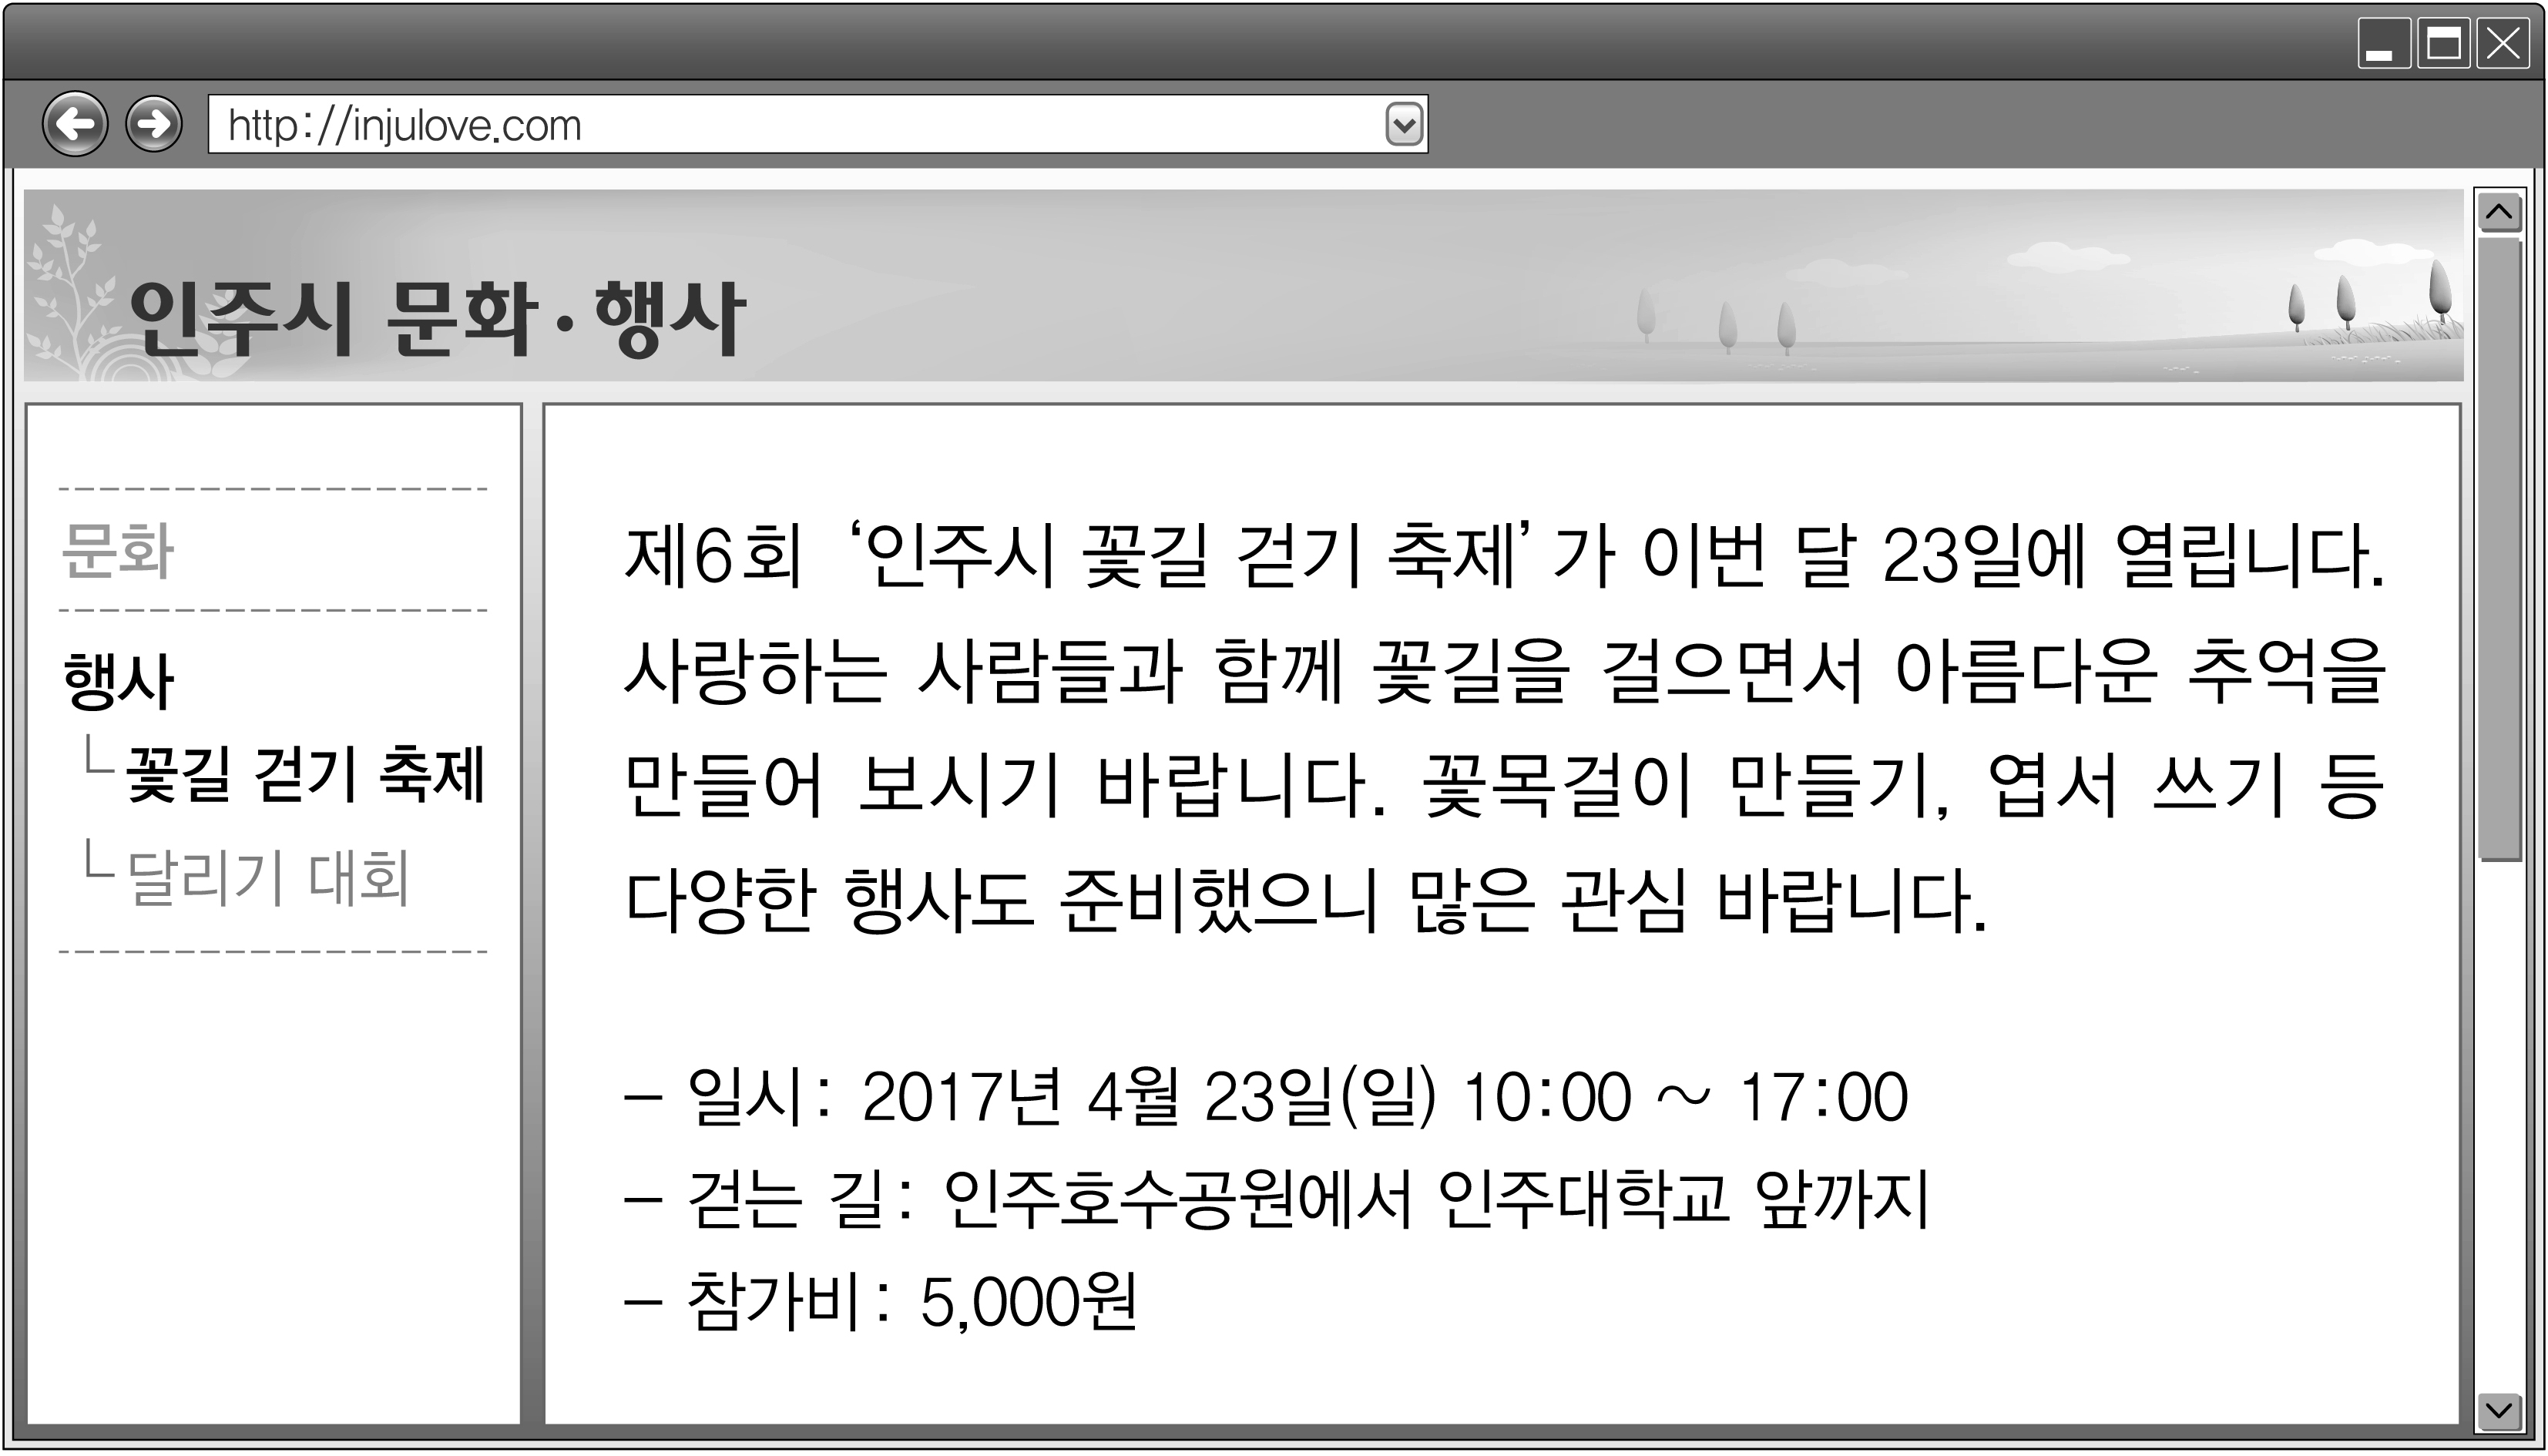 http://injulove.com
인주시 문화·행사
문화
행사
꽃길 걷기 축제
달리기 대회
제6회 ‘인주시 꽃길 걷기 축제’가 이번 달 23일에 열립니다.
사랑하는 사람들과 함께 꽃길을 걸으면서 아름다운 추억을
만들어 보시기 바랍니다. 꽃목걸이 만들기, 엽서 쓰기 등
다양한 행사도 준비했으니 많은 관심 바랍니다.
- 일시: 2017년 4월 23일(일) 10:00 ~ 17:00
- 걷는 길: 인주호수공원에서 인주대학교 앞까지
- 참가비: 5,000원